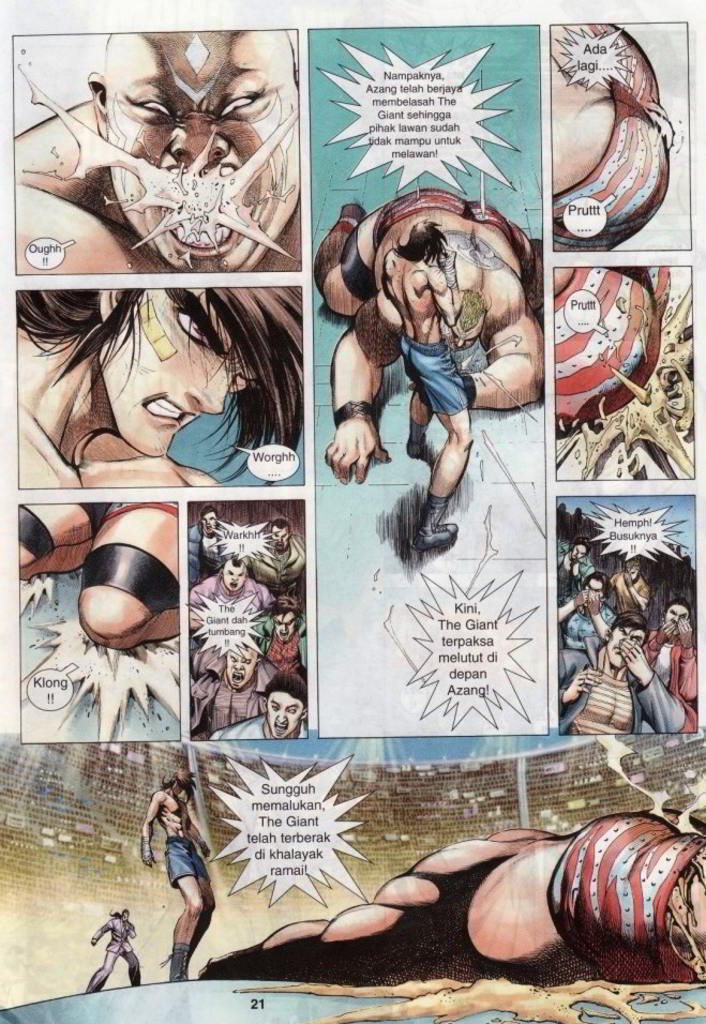 Oughh
!!
Worghh
....
Klong
!!
Warkhh
!!
The
Giant dah
tumbang
!!
Nampaknya,
Azang telah berjaya
membelasah The
Giant sehingga
pihak lawan sudah
tidak mampu untuk
melawan!
Kini,
The Giant
terpaksa
melutut di
depan
Azang!
Ada
lagi....
Pruttt
....
Pruttt
....
Hemph!
Busuknya
!!
Sungguh
memalukan,
The Giant
telah terberak
di khalayak
ramai!
21